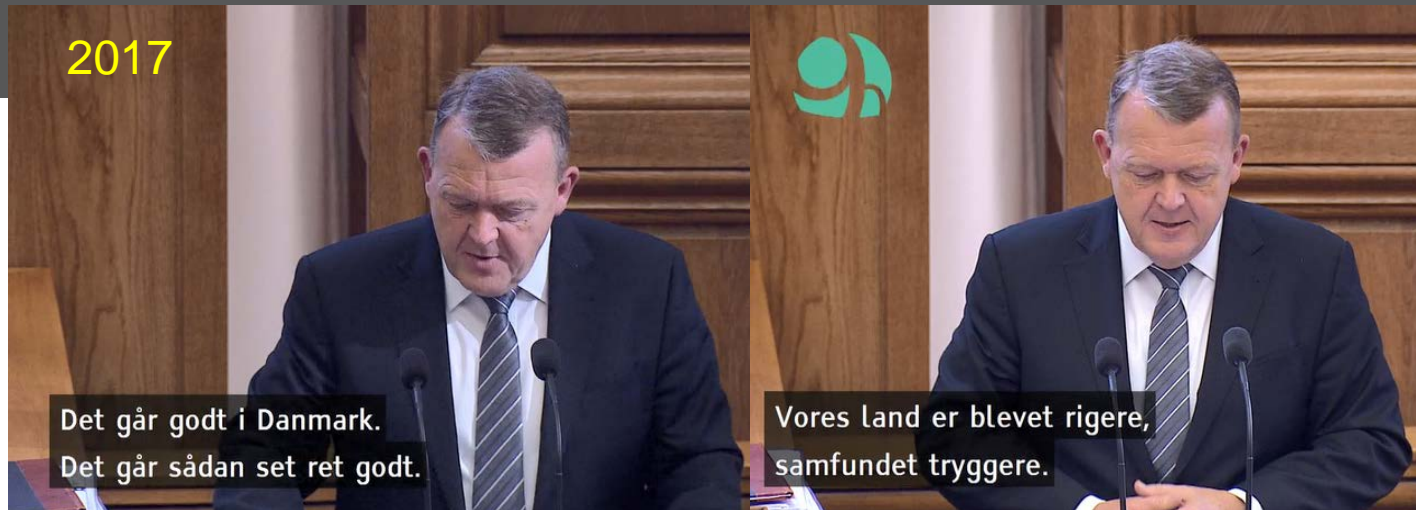 2017
Det går godt i Danmark.
Det går sådan set ret godt.
Vores land er blevet rigere,
samfundet tryggere.